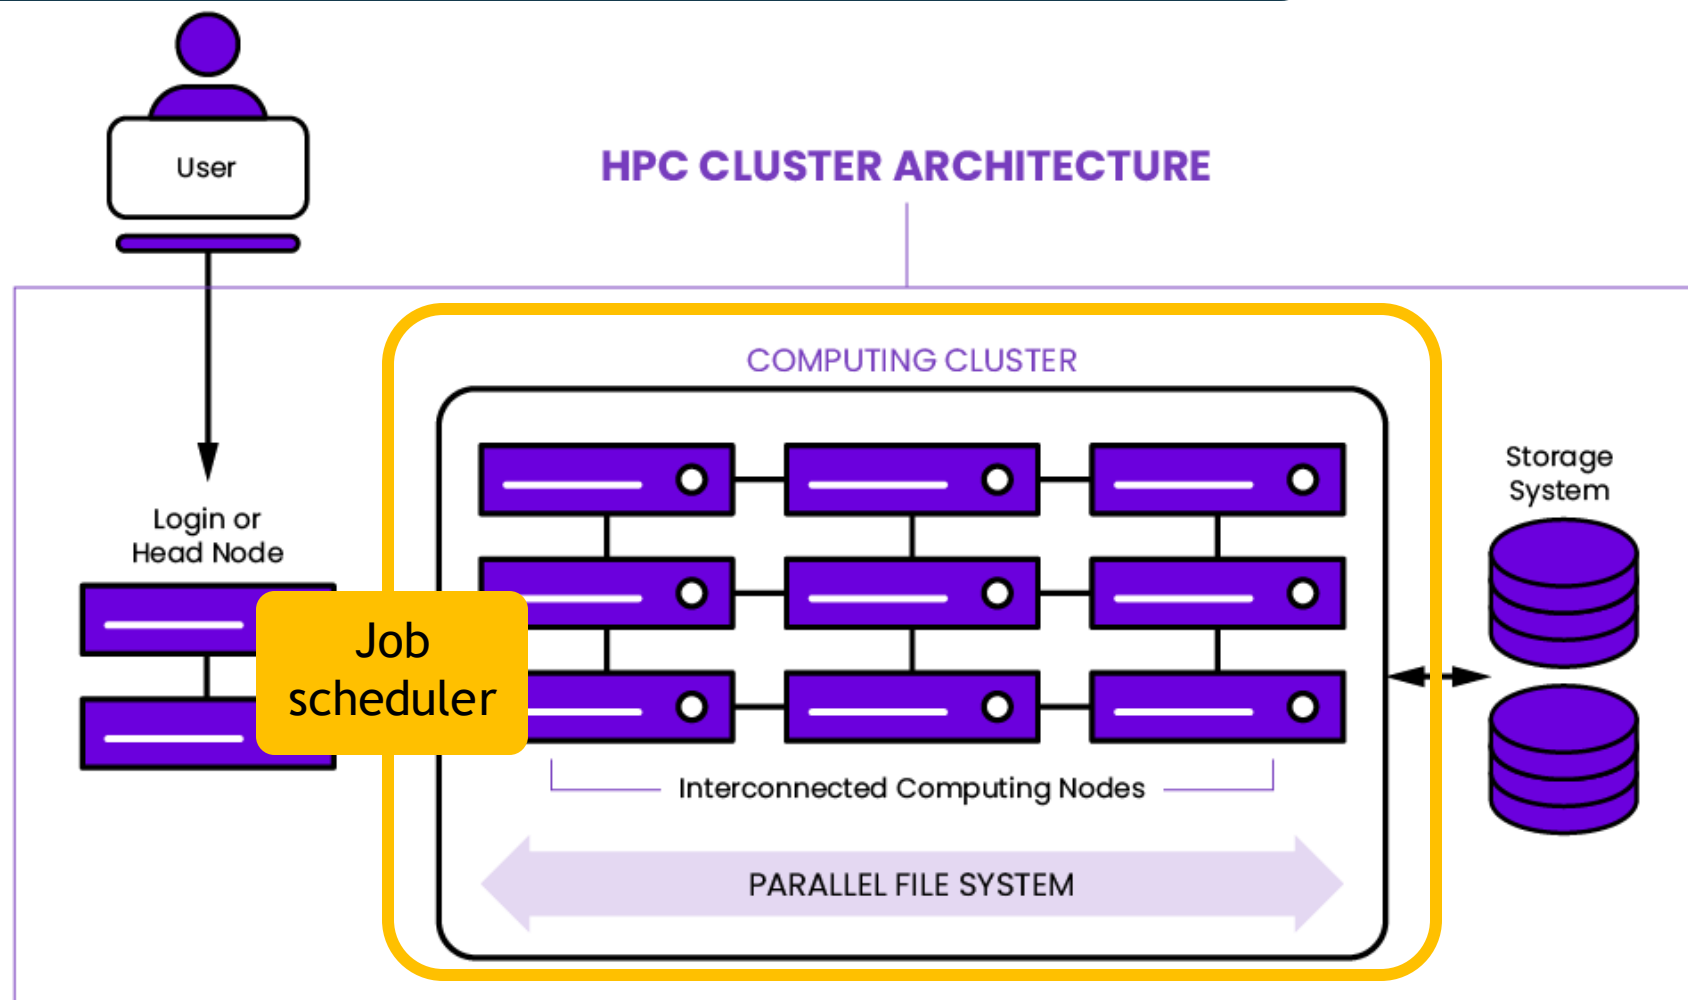 User
HPC CLUSTER ARCHITECTURE
COMPUTING CLUSTER
Storage
System
Login or
Head Node
Job
scheduler
Interconnected Computing Nodes
PARALLEL FILE SYSTEM